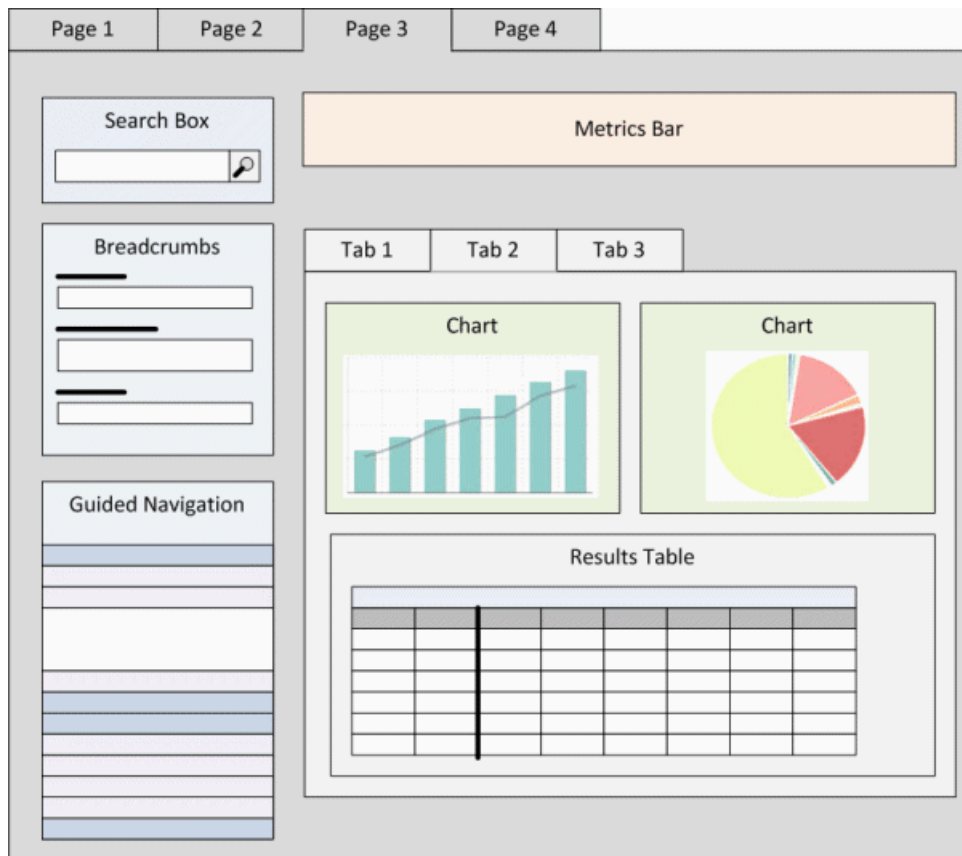 Page 1
Page 2
Page 3
Page 4
Search Box
Metrics Bar
Breadcrumbs
Tab 1
Tab 2
Tab 3
Chart
Chart
Guided Navigation
Results Table